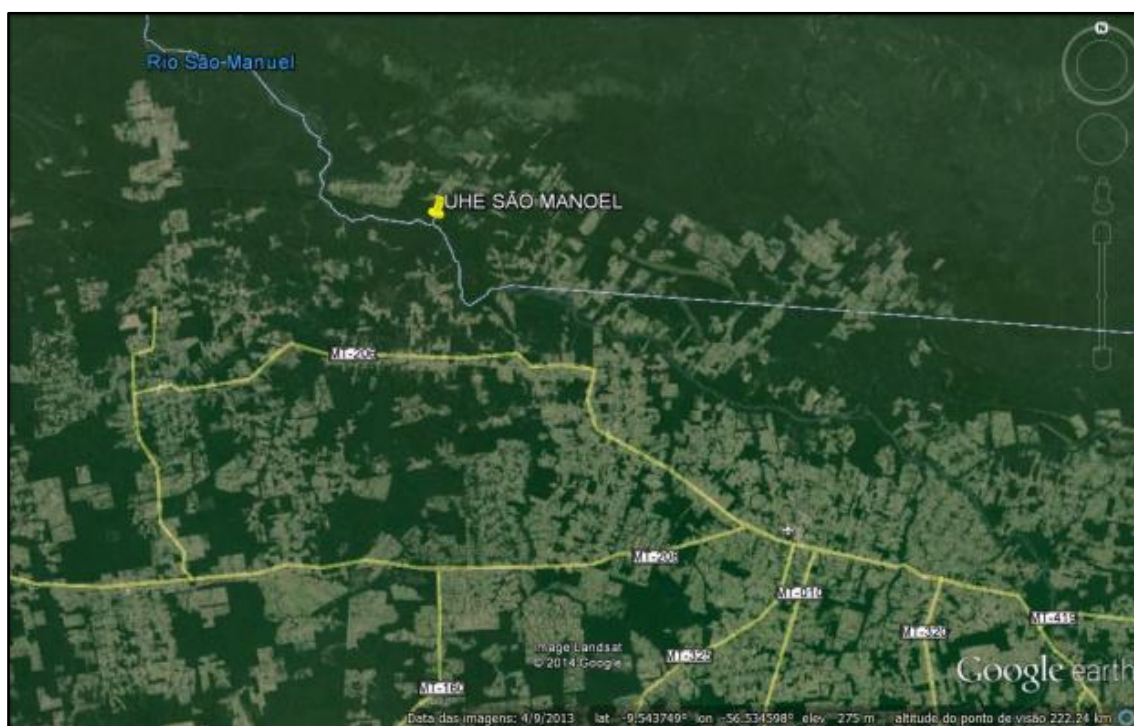 N
Rio São Manuel
UHE SÃO MANOEL
MT-206
MT-208
MT-010
MT-419
MT-320
MT-325
MT-160
Image Landsat
© 2014 Google
Google earth
Data das imagens: 4/9/2013 lat -9.543749° lon -56.534598° elev 275 m altitude do ponto de visão 222.24 km